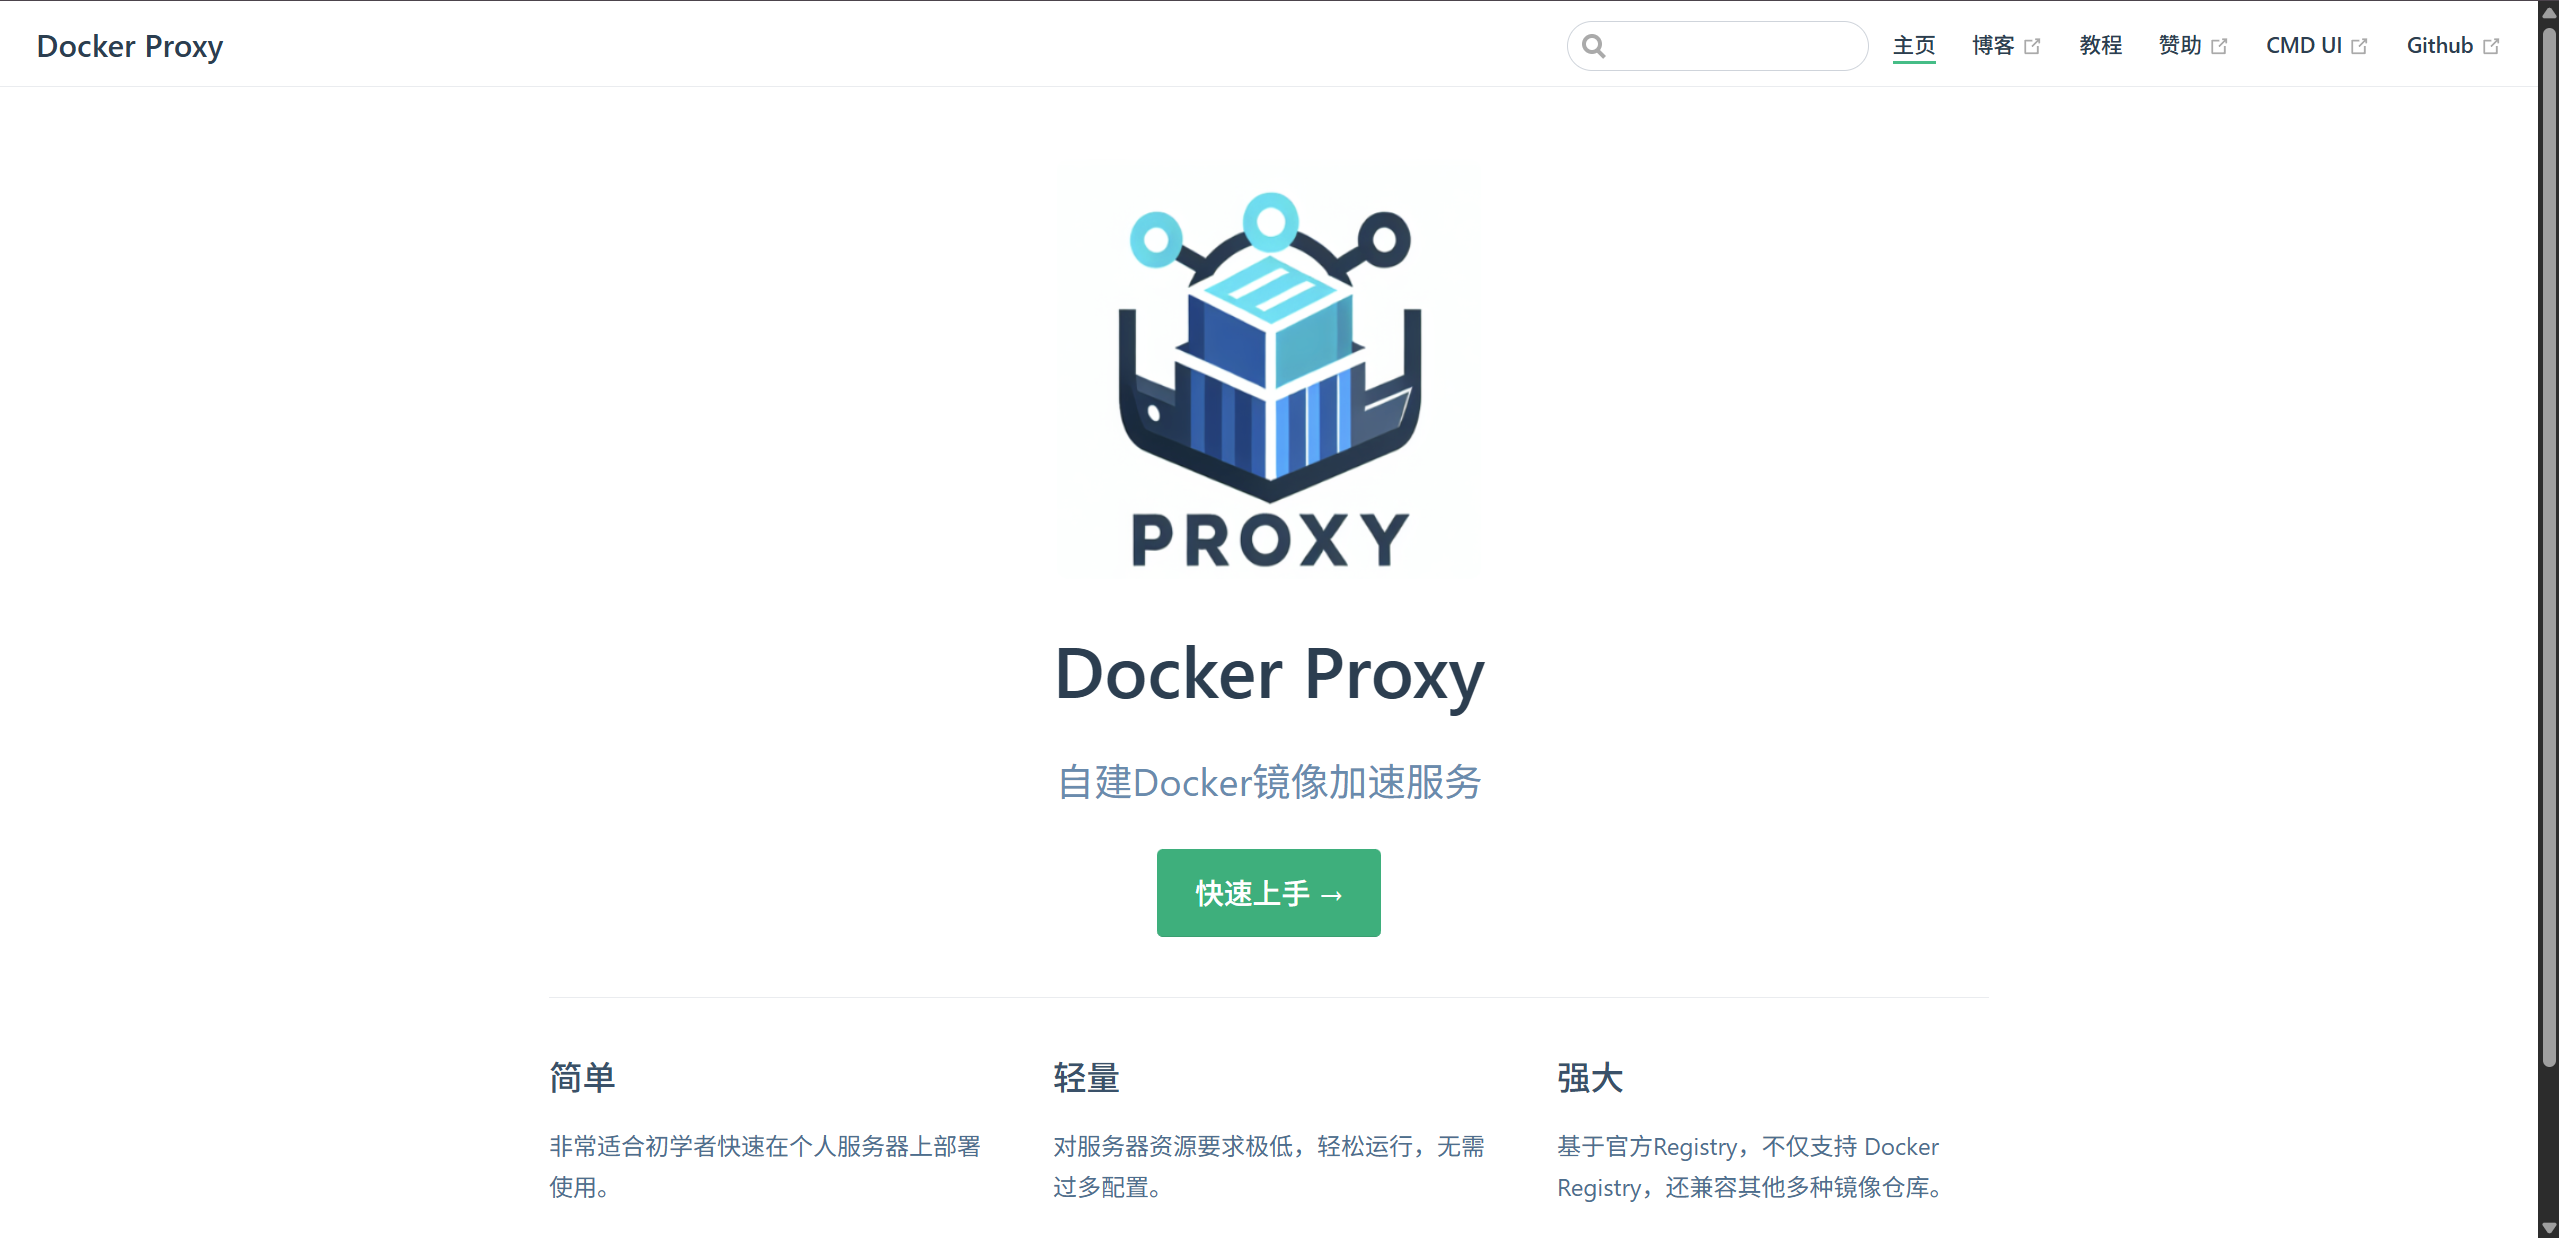 Docker Proxy
主页 博客 教程 赞助 CMD UI Github
PROXY
Docker Proxy
自建Docker镜像加速服务
快速上手 →
简单
非常适合初学者快速在个人服务器上部署
使用。
轻量
对服务器资源要求极低，轻松运行，无需
过多配置。
强大
基于官方Registry，不仅支持 Docker
Registry，还兼容其他多种镜像仓库。